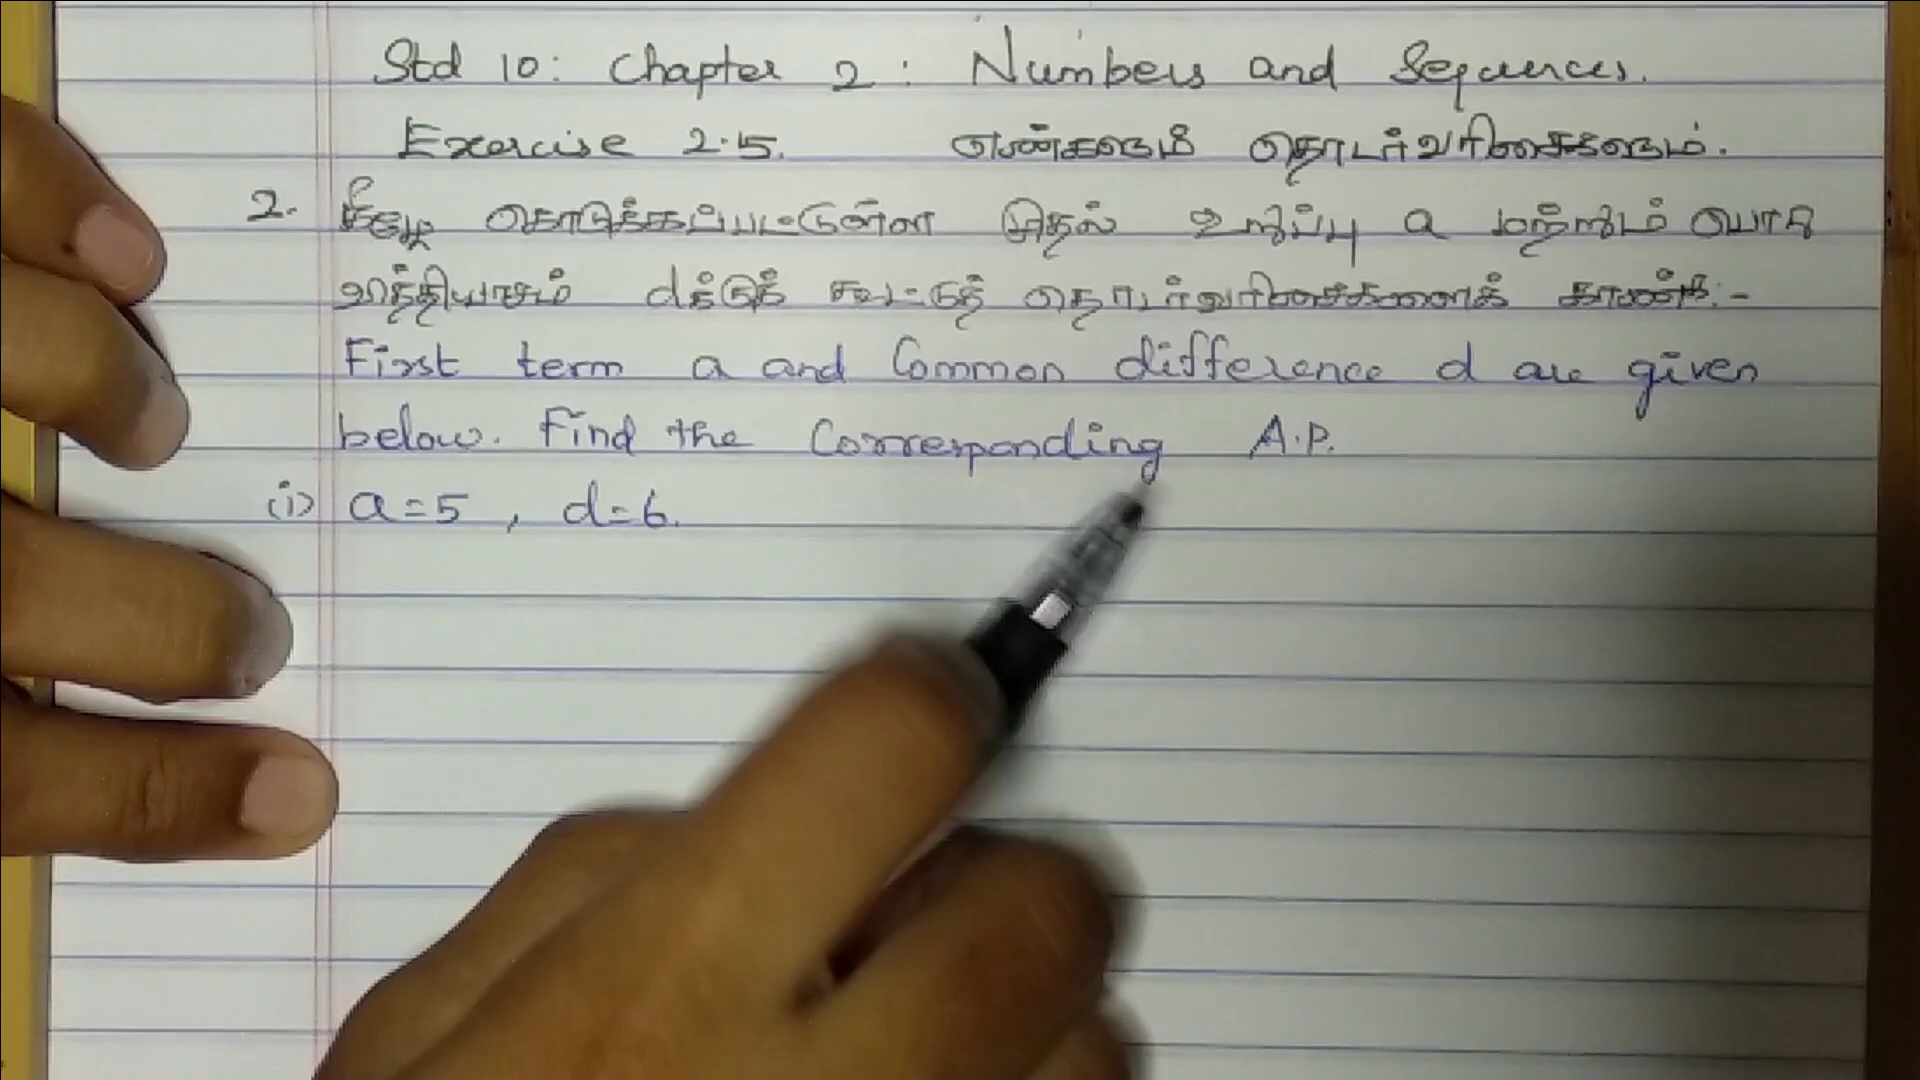 Std 10: Chapter 2: Numbers and Sequences.
Exercise 2.5. எண்களும் தொடர்வரிசைகளும்.
2. கீழே கொடுக்கப்பட்டுள்ள முதல் உறுப்பு a மற்றும் பொது
வித்தியாசம் dக்குக் கூட்டுத் தொடர்வரிசைகளைக் காண்க:-
First term a and Common difference d are given
below. Find the Corresponding A.P.
(i) a=5, d=6.